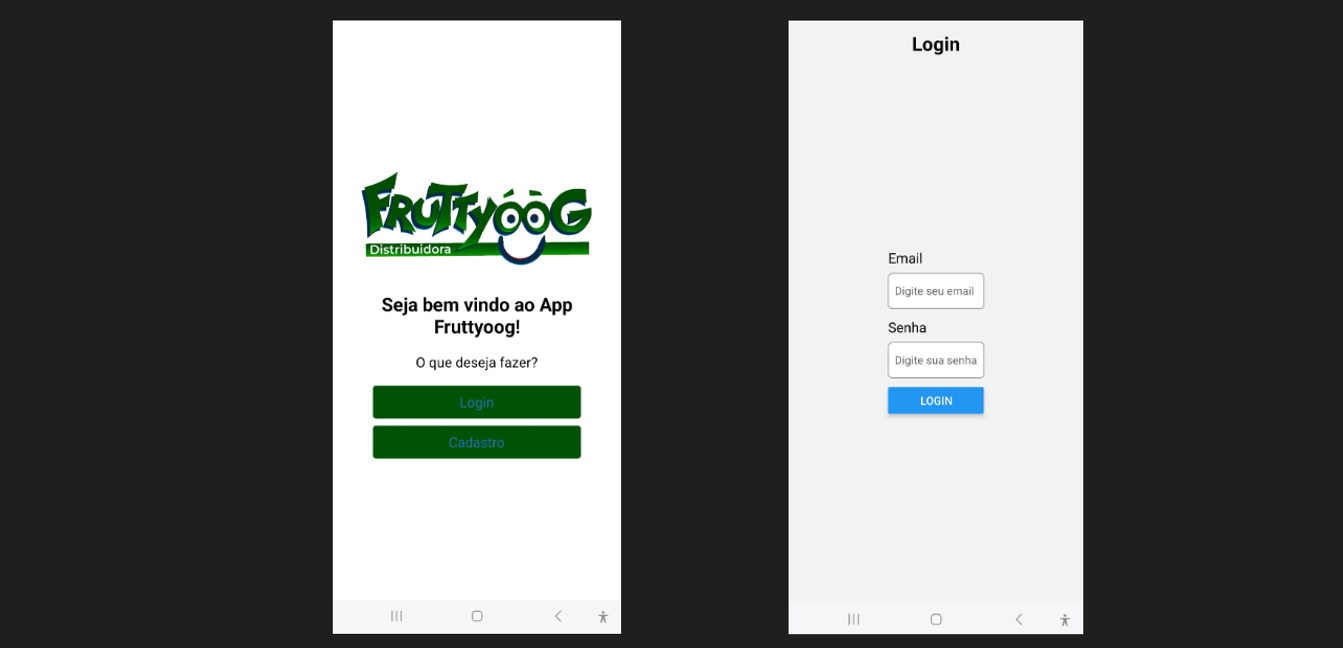 FRUTTYÓÒG
Distribuidora
Seja bem vindo ao App
Fruttyoog!
O que deseja fazer?
Login
Cadastro
Login
Email
Digite seu email
Senha
Digite sua senha
LOGIN